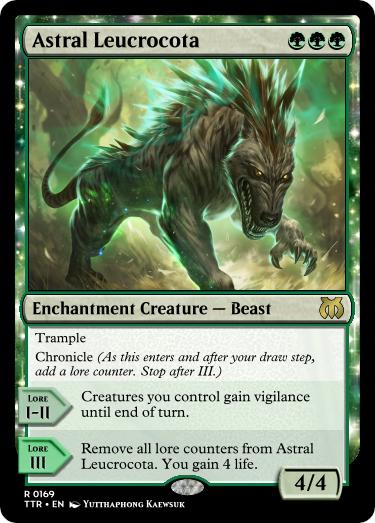 Astral Leucrocota
Enchantment Creature — Beast
Trample
Chronicle (As this enters and after your draw step,
add a lore counter. Stop after III.)
LORE
I-II
Creatures you control gain vigilance
until end of turn.
LORE
III
Remove all lore counters from Astral
Leucrocota. You gain 4 life.
4/4
R 0169
TTR • EN Yutthaphong Kaewsuk